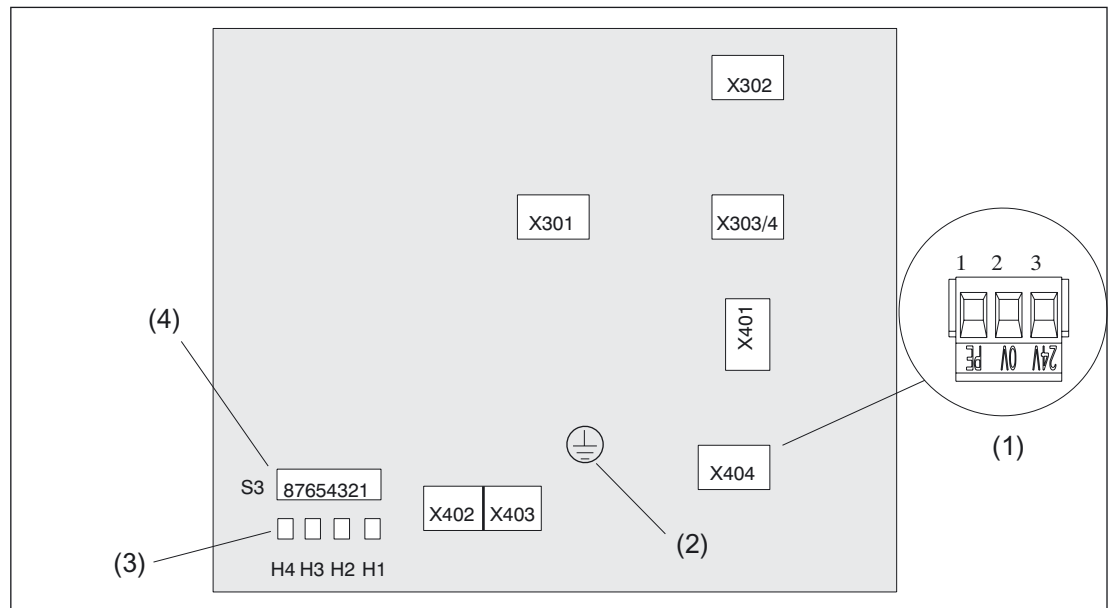 X302
X301
X303/4
1 2 3
PE 0V 24V
X401
(4)
(1)
X404
S3 87654321
X402 X403
(2)
(3)
H4 H3 H2 H1